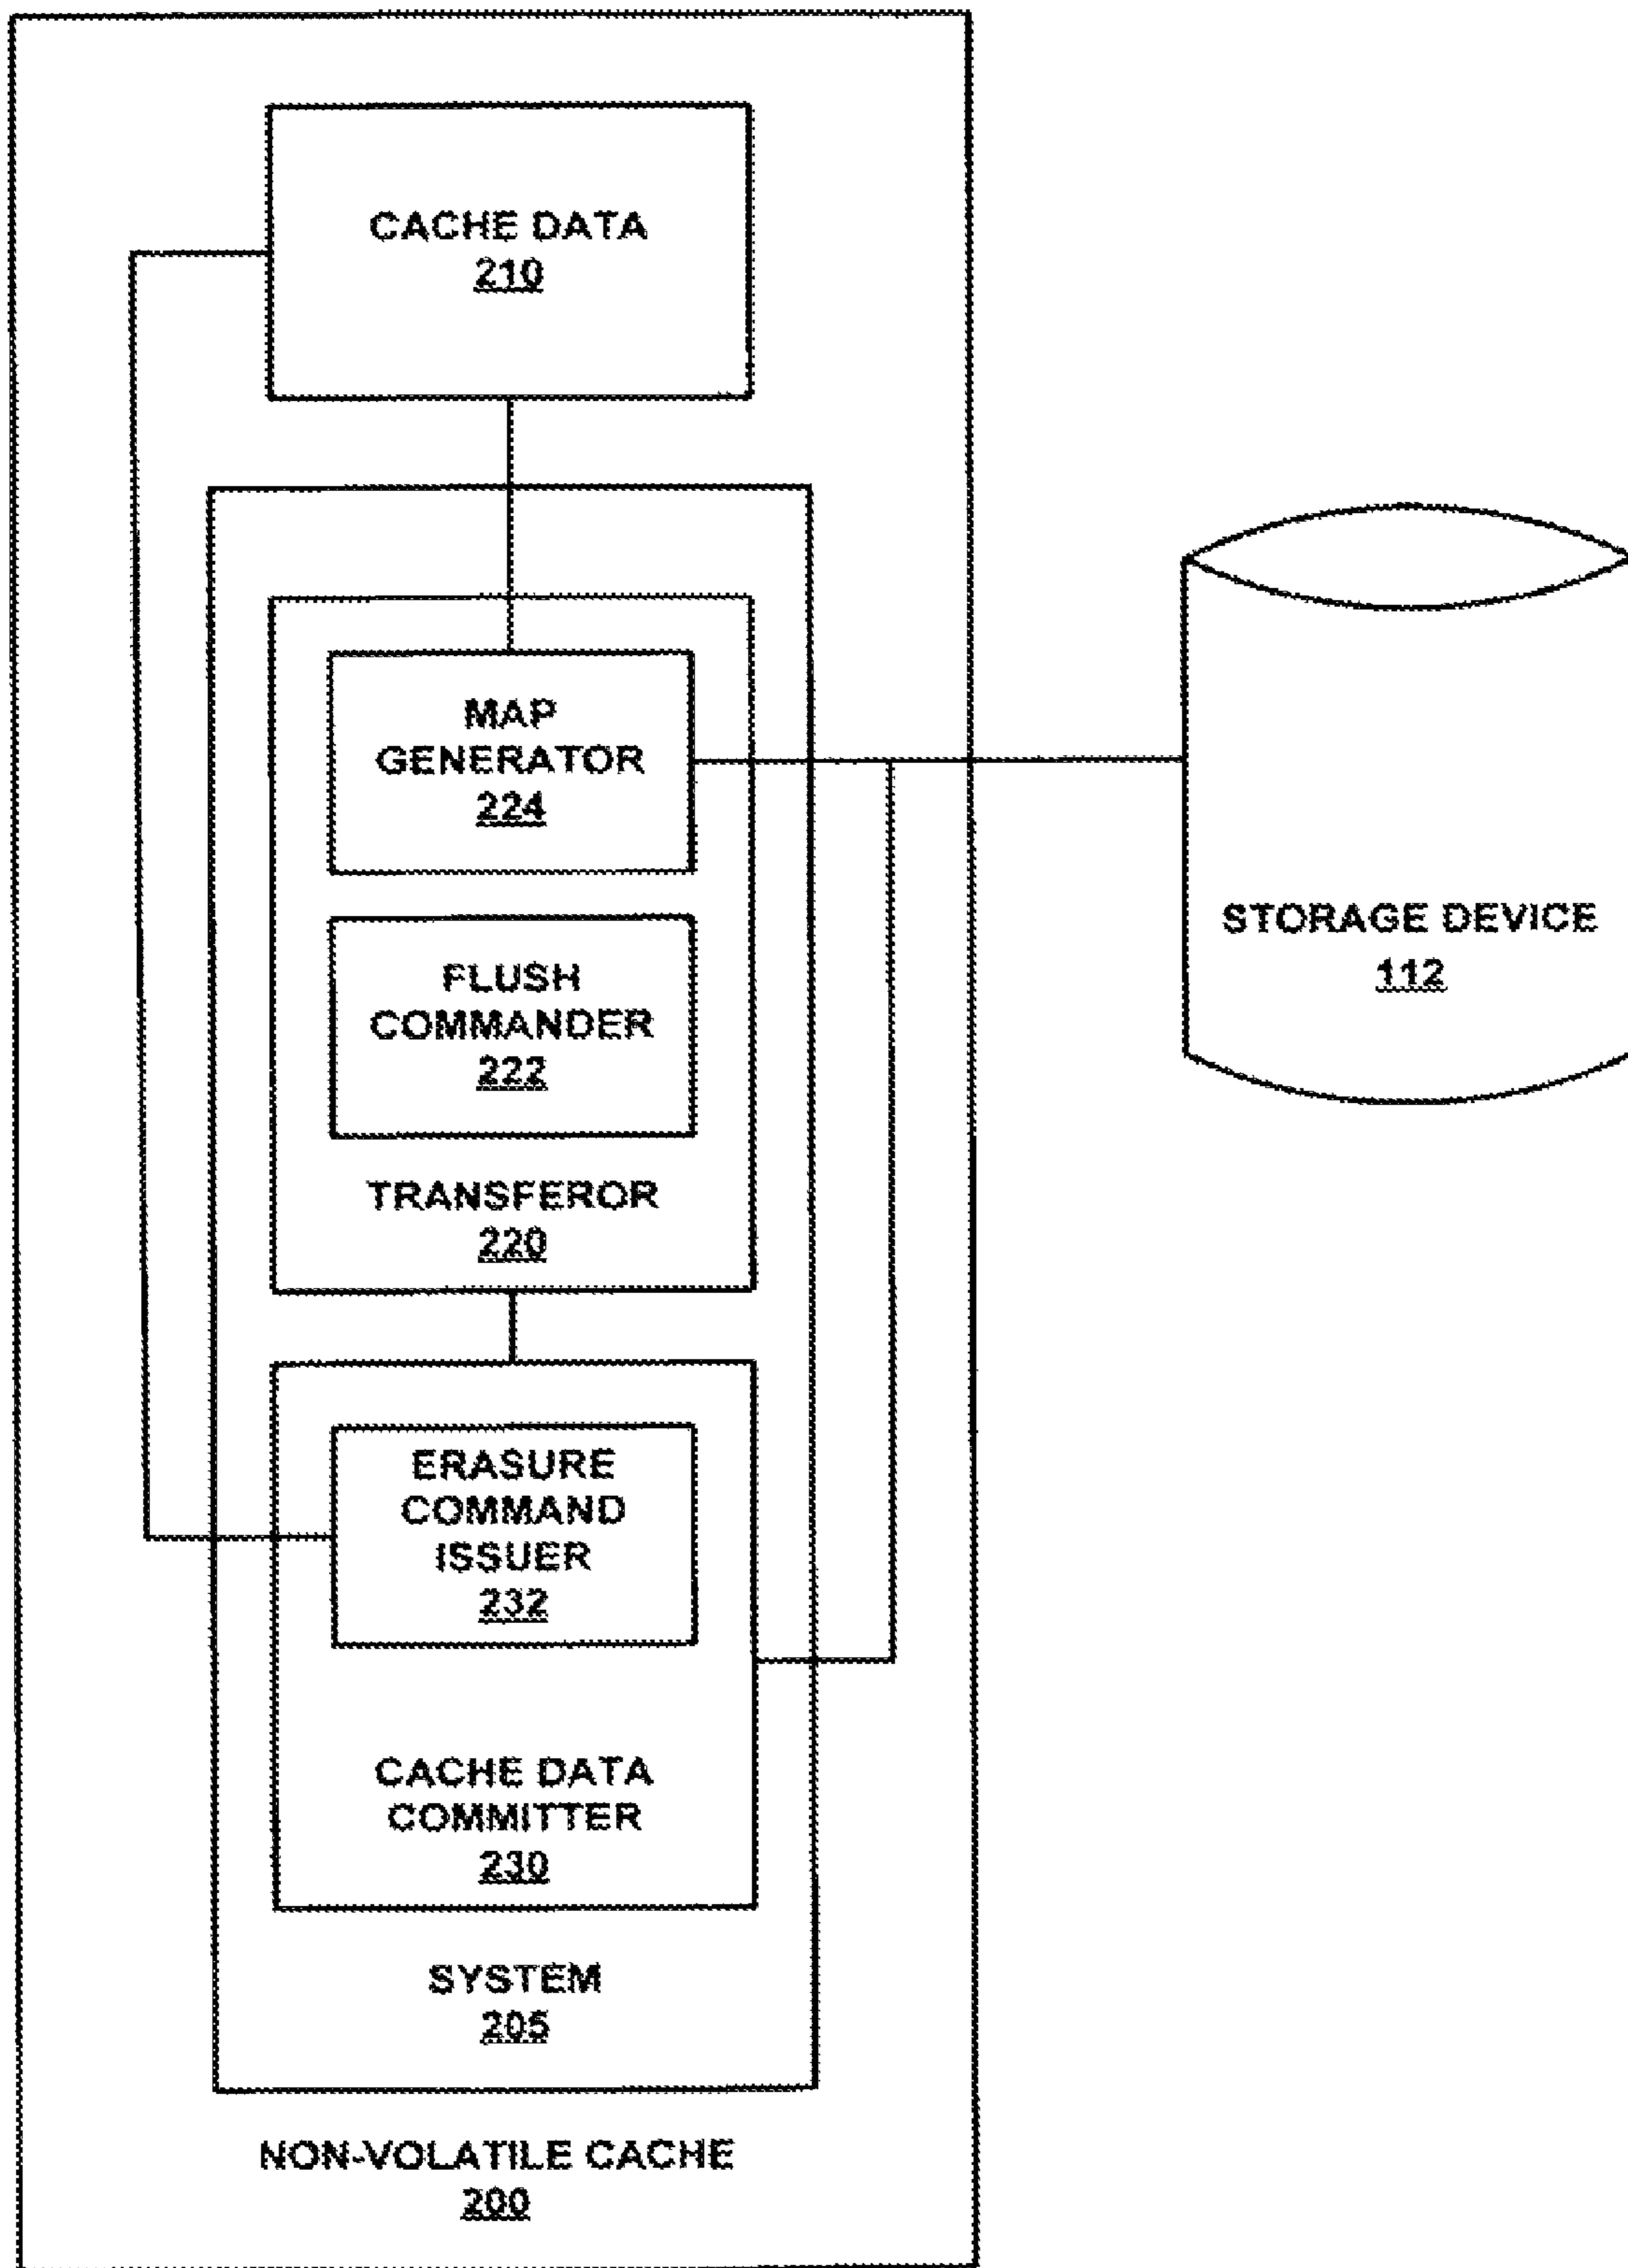 CACHE DATA
210
MAP
GENERATOR
224
FLUSH
COMMANDER
222
TRANSFEROR
220
ERASURE
COMMAND
ISSUER
232
CACHE DATA
COMMITTER
230
SYSTEM
205
NON-VOLATILE CACHE
200
STORAGE DEVICE
112